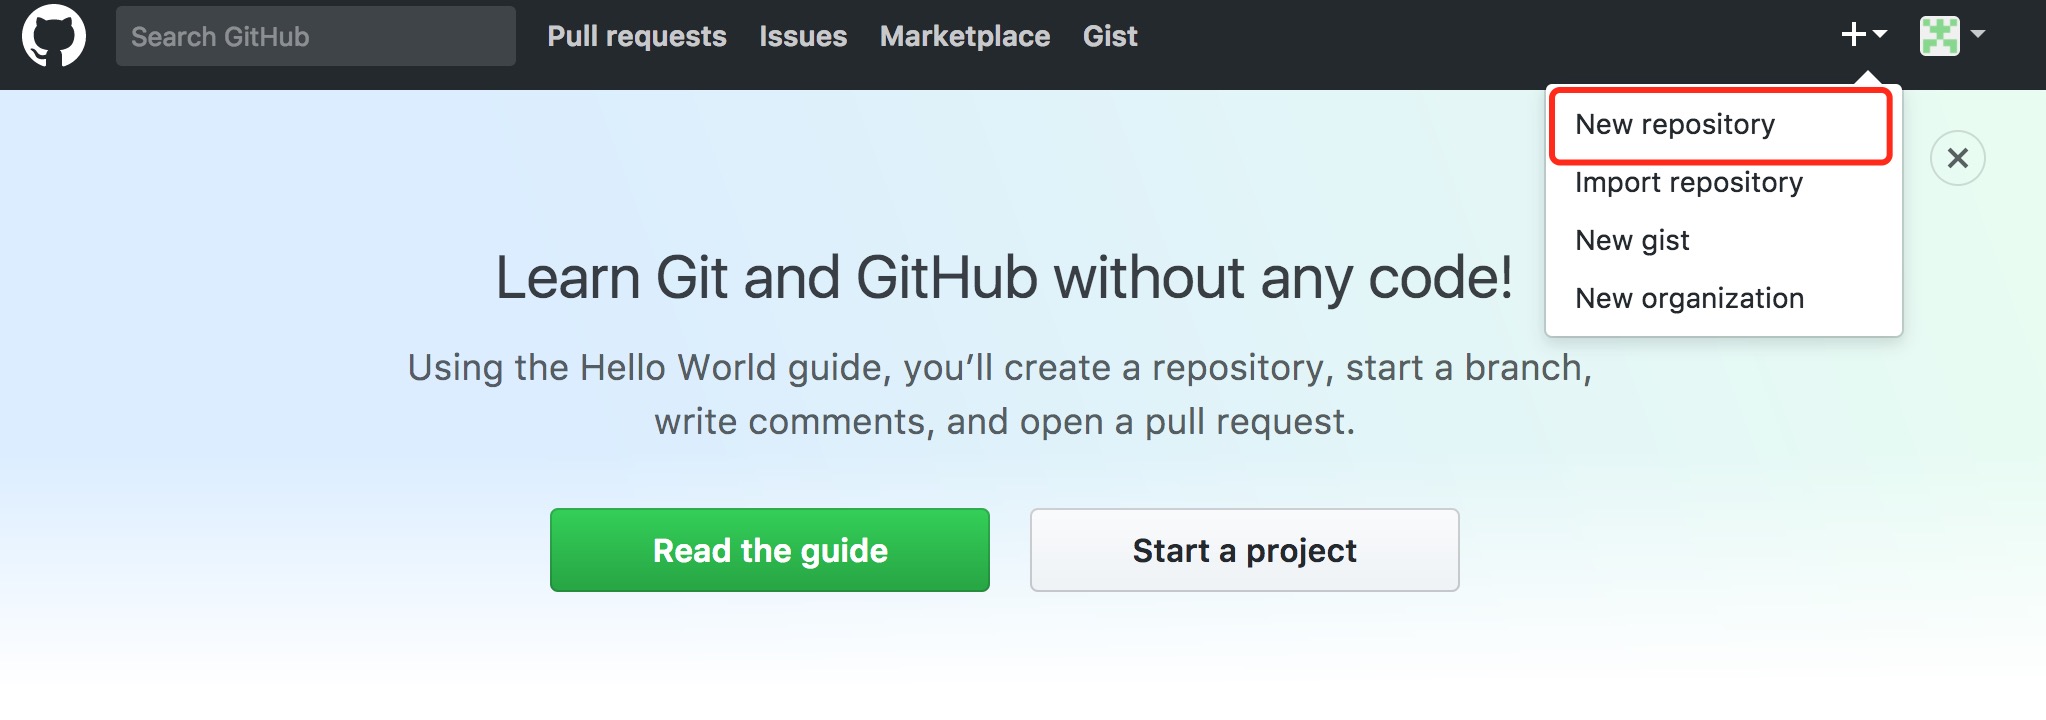 Search GitHub
Pull requests
Issues
Marketplace
Gist
New repository
Import repository
New gist
New organization
Learn Git and GitHub without any code!
Using the Hello World guide, you’ll create a repository, start a branch,
write comments, and open a pull request.
Read the guide
Start a project